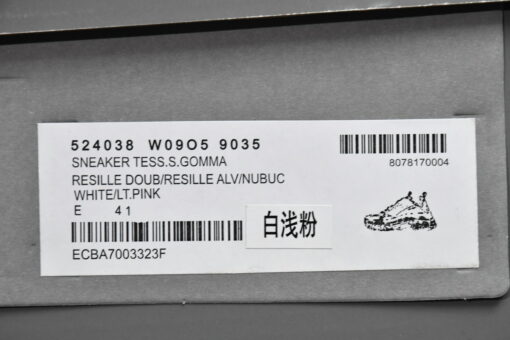 524038 W09O5 9035
SNEAKER TESS.S.GOMMA
8078170004
RESILLE DOUB/RESILLE ALV/NUBUC
WHITE/LT.PINK
E 41
白浅粉
ECBA7003323F